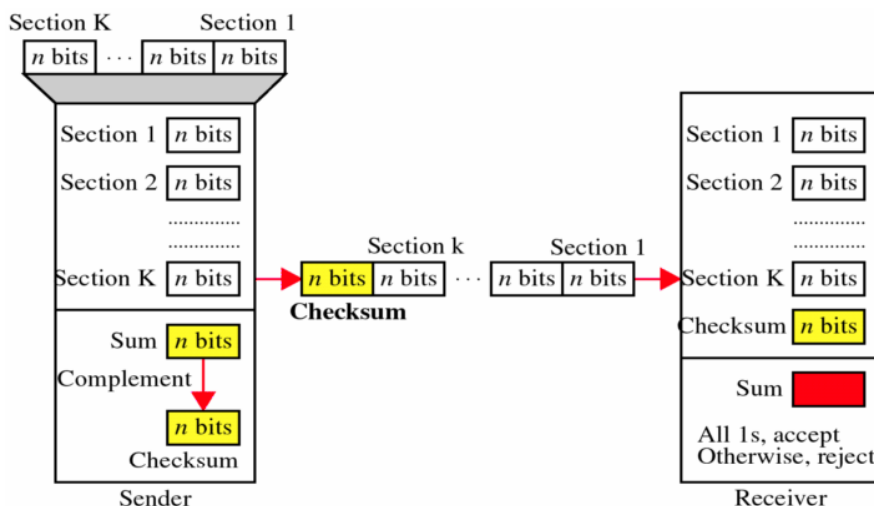 Section K Section 1
n bits ... n bits n bits
Section 1 n bits
Section 2 n bits
..............
..............
Section K n bits
Sum n bits
Complement
n bits
Checksum
Sender
Section k Section 1
n bits n bits ... n bits n bits
Checksum
Section 1 n bits
Section 2 n bits
..............
..............
Section K n bits
Checksum n bits
Sum
All 1s, accept
Otherwise, reject
Receiver